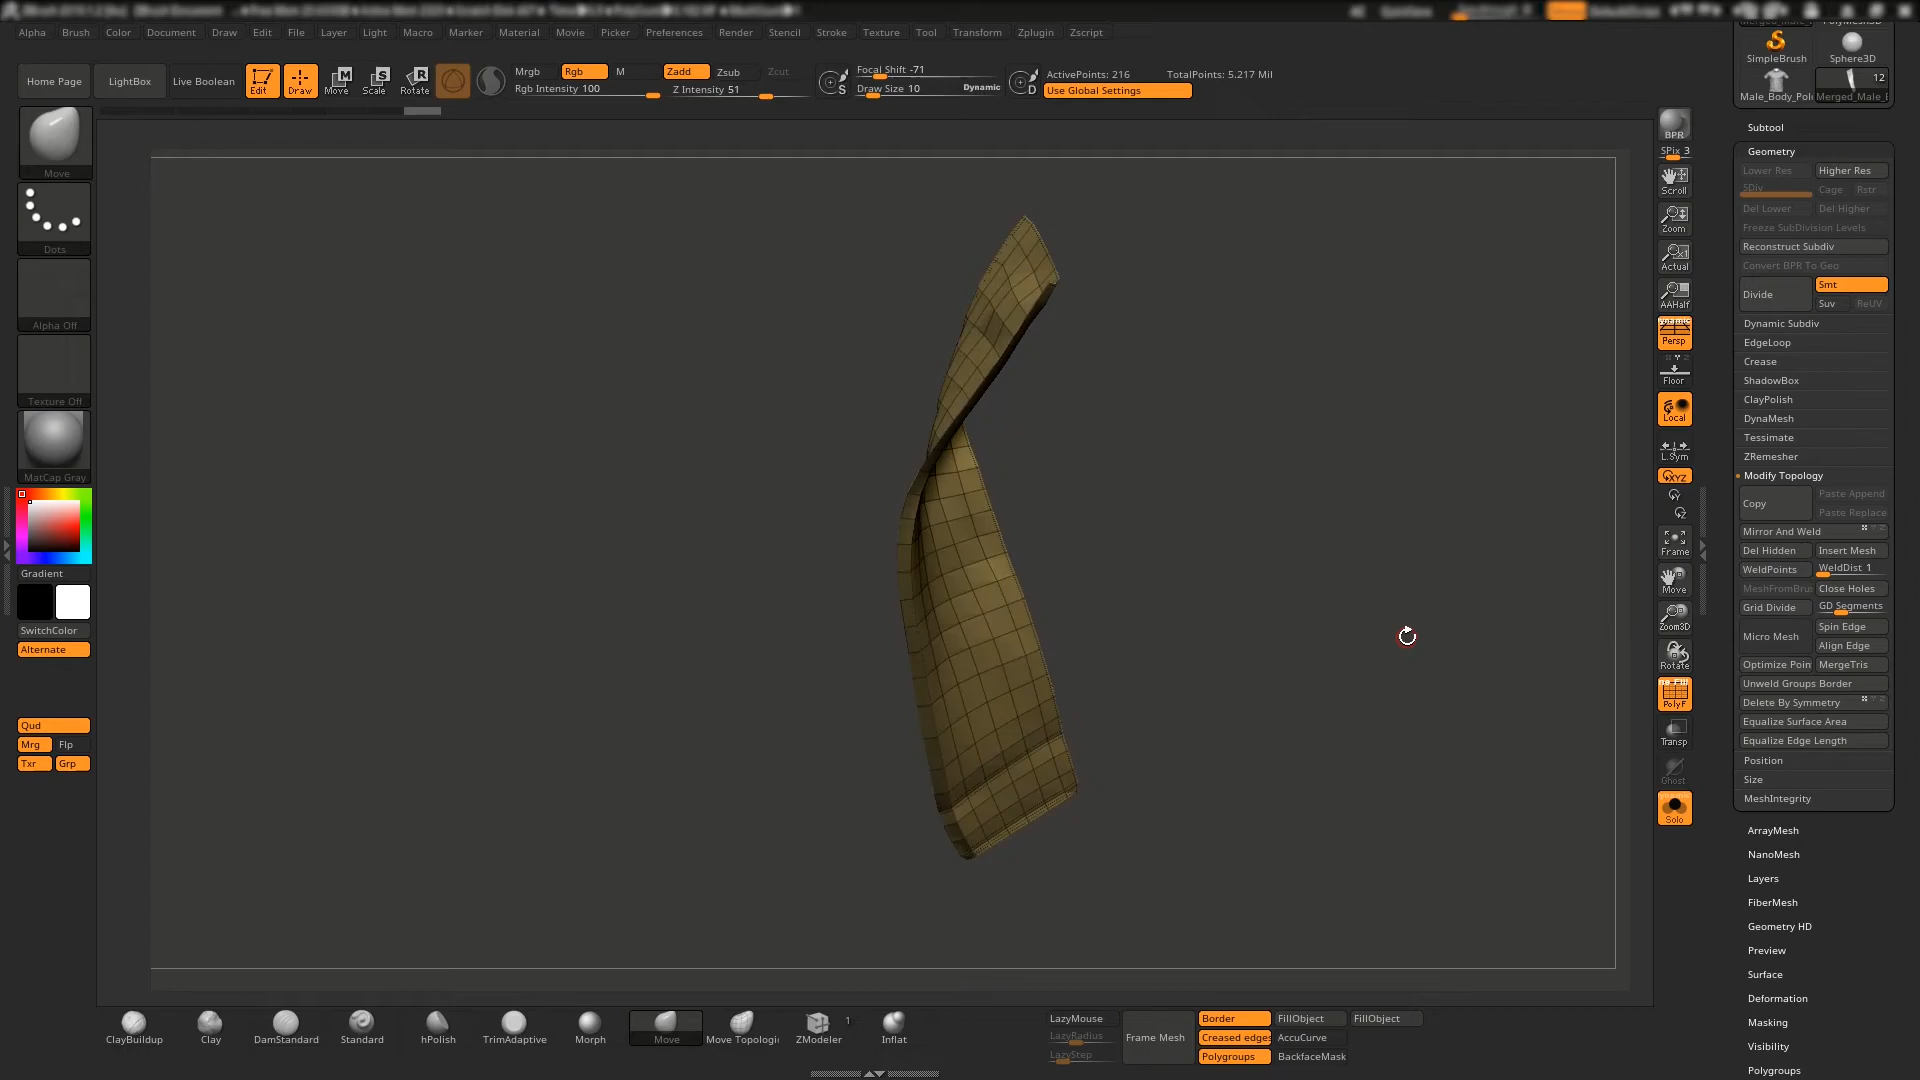 Alpha Brush Color Document Draw Edit File Layer Light Macro Marker Material Movie Picker Preferences Render Stencil Stroke Texture Tool Transform Zplugin Zscript
Home Page LightBox Live Boolean Edit Draw Move Scale Rotate
Mrgb Rgb M Zadd Zsub Zcut
Rgb Intensity 100 Z Intensity 51
Focal Shift -71
Draw Size 10 Dynamic
ActivePoints: 216 TotalPoints: 5.217 Mil
Use Global Settings
Move
Dots
Alpha Off
Texture Off
MatCap Gray
Gradient
SwitchColor
Alternate
Qud
Mrg Flp
Txr Grp
BPR
SPix 3
Scroll
Zoom
Actual
AAHalf
Persp
Floor
Local
L.Sym
XYZ
Frame
Move
Zoom3D
Rotate
PolyF
Transp
Ghost
Solo
SimpleBrush Sphere3D
12
Male_Body_Pol Merged_Male_E
Subtool
Geometry
Lower Res Higher Res
SDiv Cage Rstr
Del Lower Del Higher
Freeze SubDivision Levels
Reconstruct Subdiv
Convert BPR To Geo
Divide Smt
Suv ReUV
Dynamic Subdiv
EdgeLoop
Crease
ShadowBox
ClayPolish
DynaMesh
Tessimate
ZRemesher
Modify Topology
Copy Paste Append
Paste Replace
Mirror And Weld
Del Hidden Insert Mesh
WeldPoints WeldDist 1
MeshFromBru Close Holes
Grid Divide GD Segments
Micro Mesh Spin Edge
Align Edge
Optimize Poin MergeTris
Unweld Groups Border
Delete By Symmetry
Equalize Surface Area
Equalize Edge Length
Position
Size
MeshIntegrity
ArrayMesh
NanoMesh
Layers
FiberMesh
Geometry HD
Preview
Surface
Deformation
Masking
Visibility
Polygroups
ClayBuildup Clay DamStandard Standard hPolish TrimAdaptive Morph Move Move Topologi ZModeler 1 Inflat
LazyMouse
LazyRadius
LazyStep
Frame Mesh
Border FillObject FillObject
Creased edges AccuCurve
Polygroups BackfaceMask